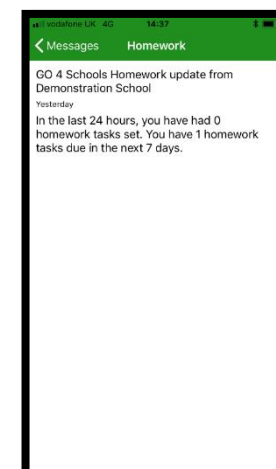 vodafone UK 4G 14:37
Messages Homework
GO 4 Schools Homework update from
Demonstration School
Yesterday
In the last 24 hours, you have had 0
homework tasks set. You have 1 homework
tasks due in the next 7 days.